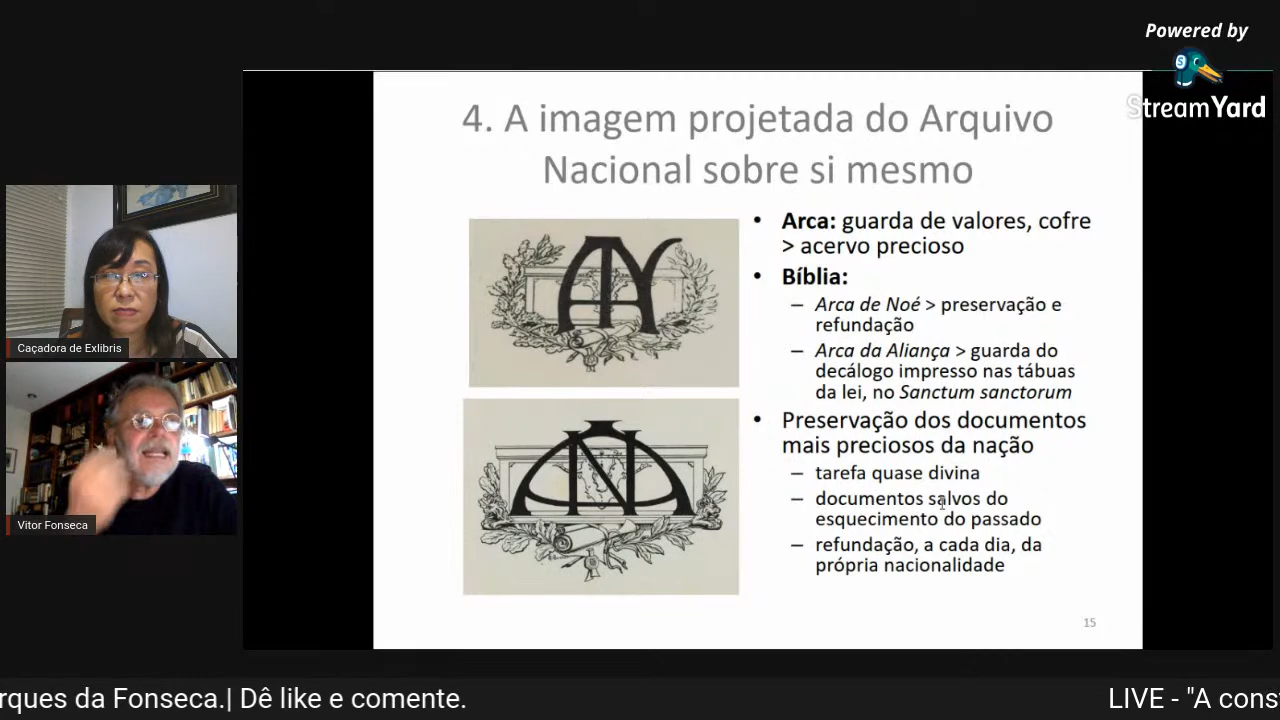 Powered by
StreamYard
4. A imagem projetada do Arquivo
Nacional sobre si mesmo
AN
AN
• Arca: guarda de valores, cofre
> acervo precioso
• Bíblia:
– Arca de Noé > preservação e
refundação
– Arca da Aliança > guarda do
decálogo impresso nas tábuas
da lei, no Sanctum sanctorum
• Preservação dos documentos
mais preciosos da nação
– tarefa quase divina
– documentos salvos do
esquecimento do passado
– refundação, a cada dia, da
própria nacionalidade
15
Caçadora de Exlibris
Vitor Fonseca
rques da Fonseca.| Dê like e comente.
LIVE - "A cons